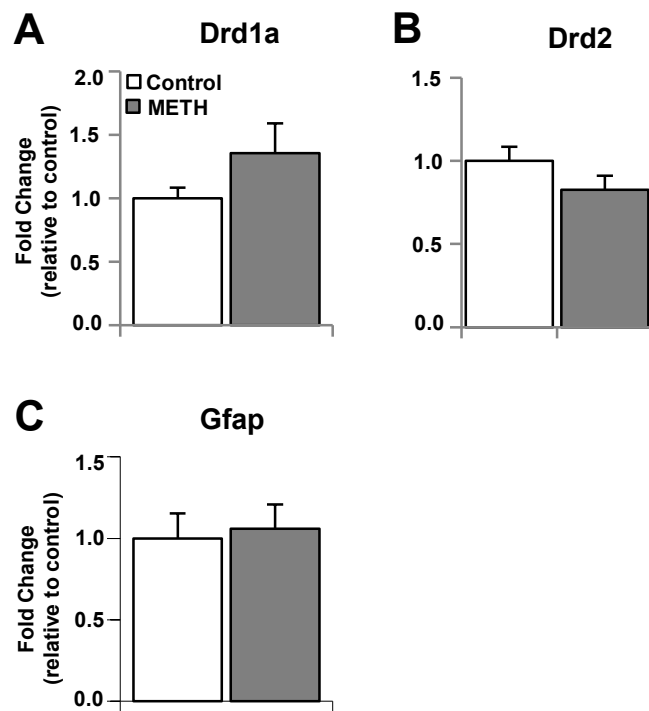 A
Drd1a
Fold Change
(relative to control)
2.0
1.5
1.0
0.5
0.0
Control
METH
B
Drd2
1.5
1.0
0.5
0.0
C
Gfap
Fold Change
(relative to control)
1.5
1.0
0.5
0.0